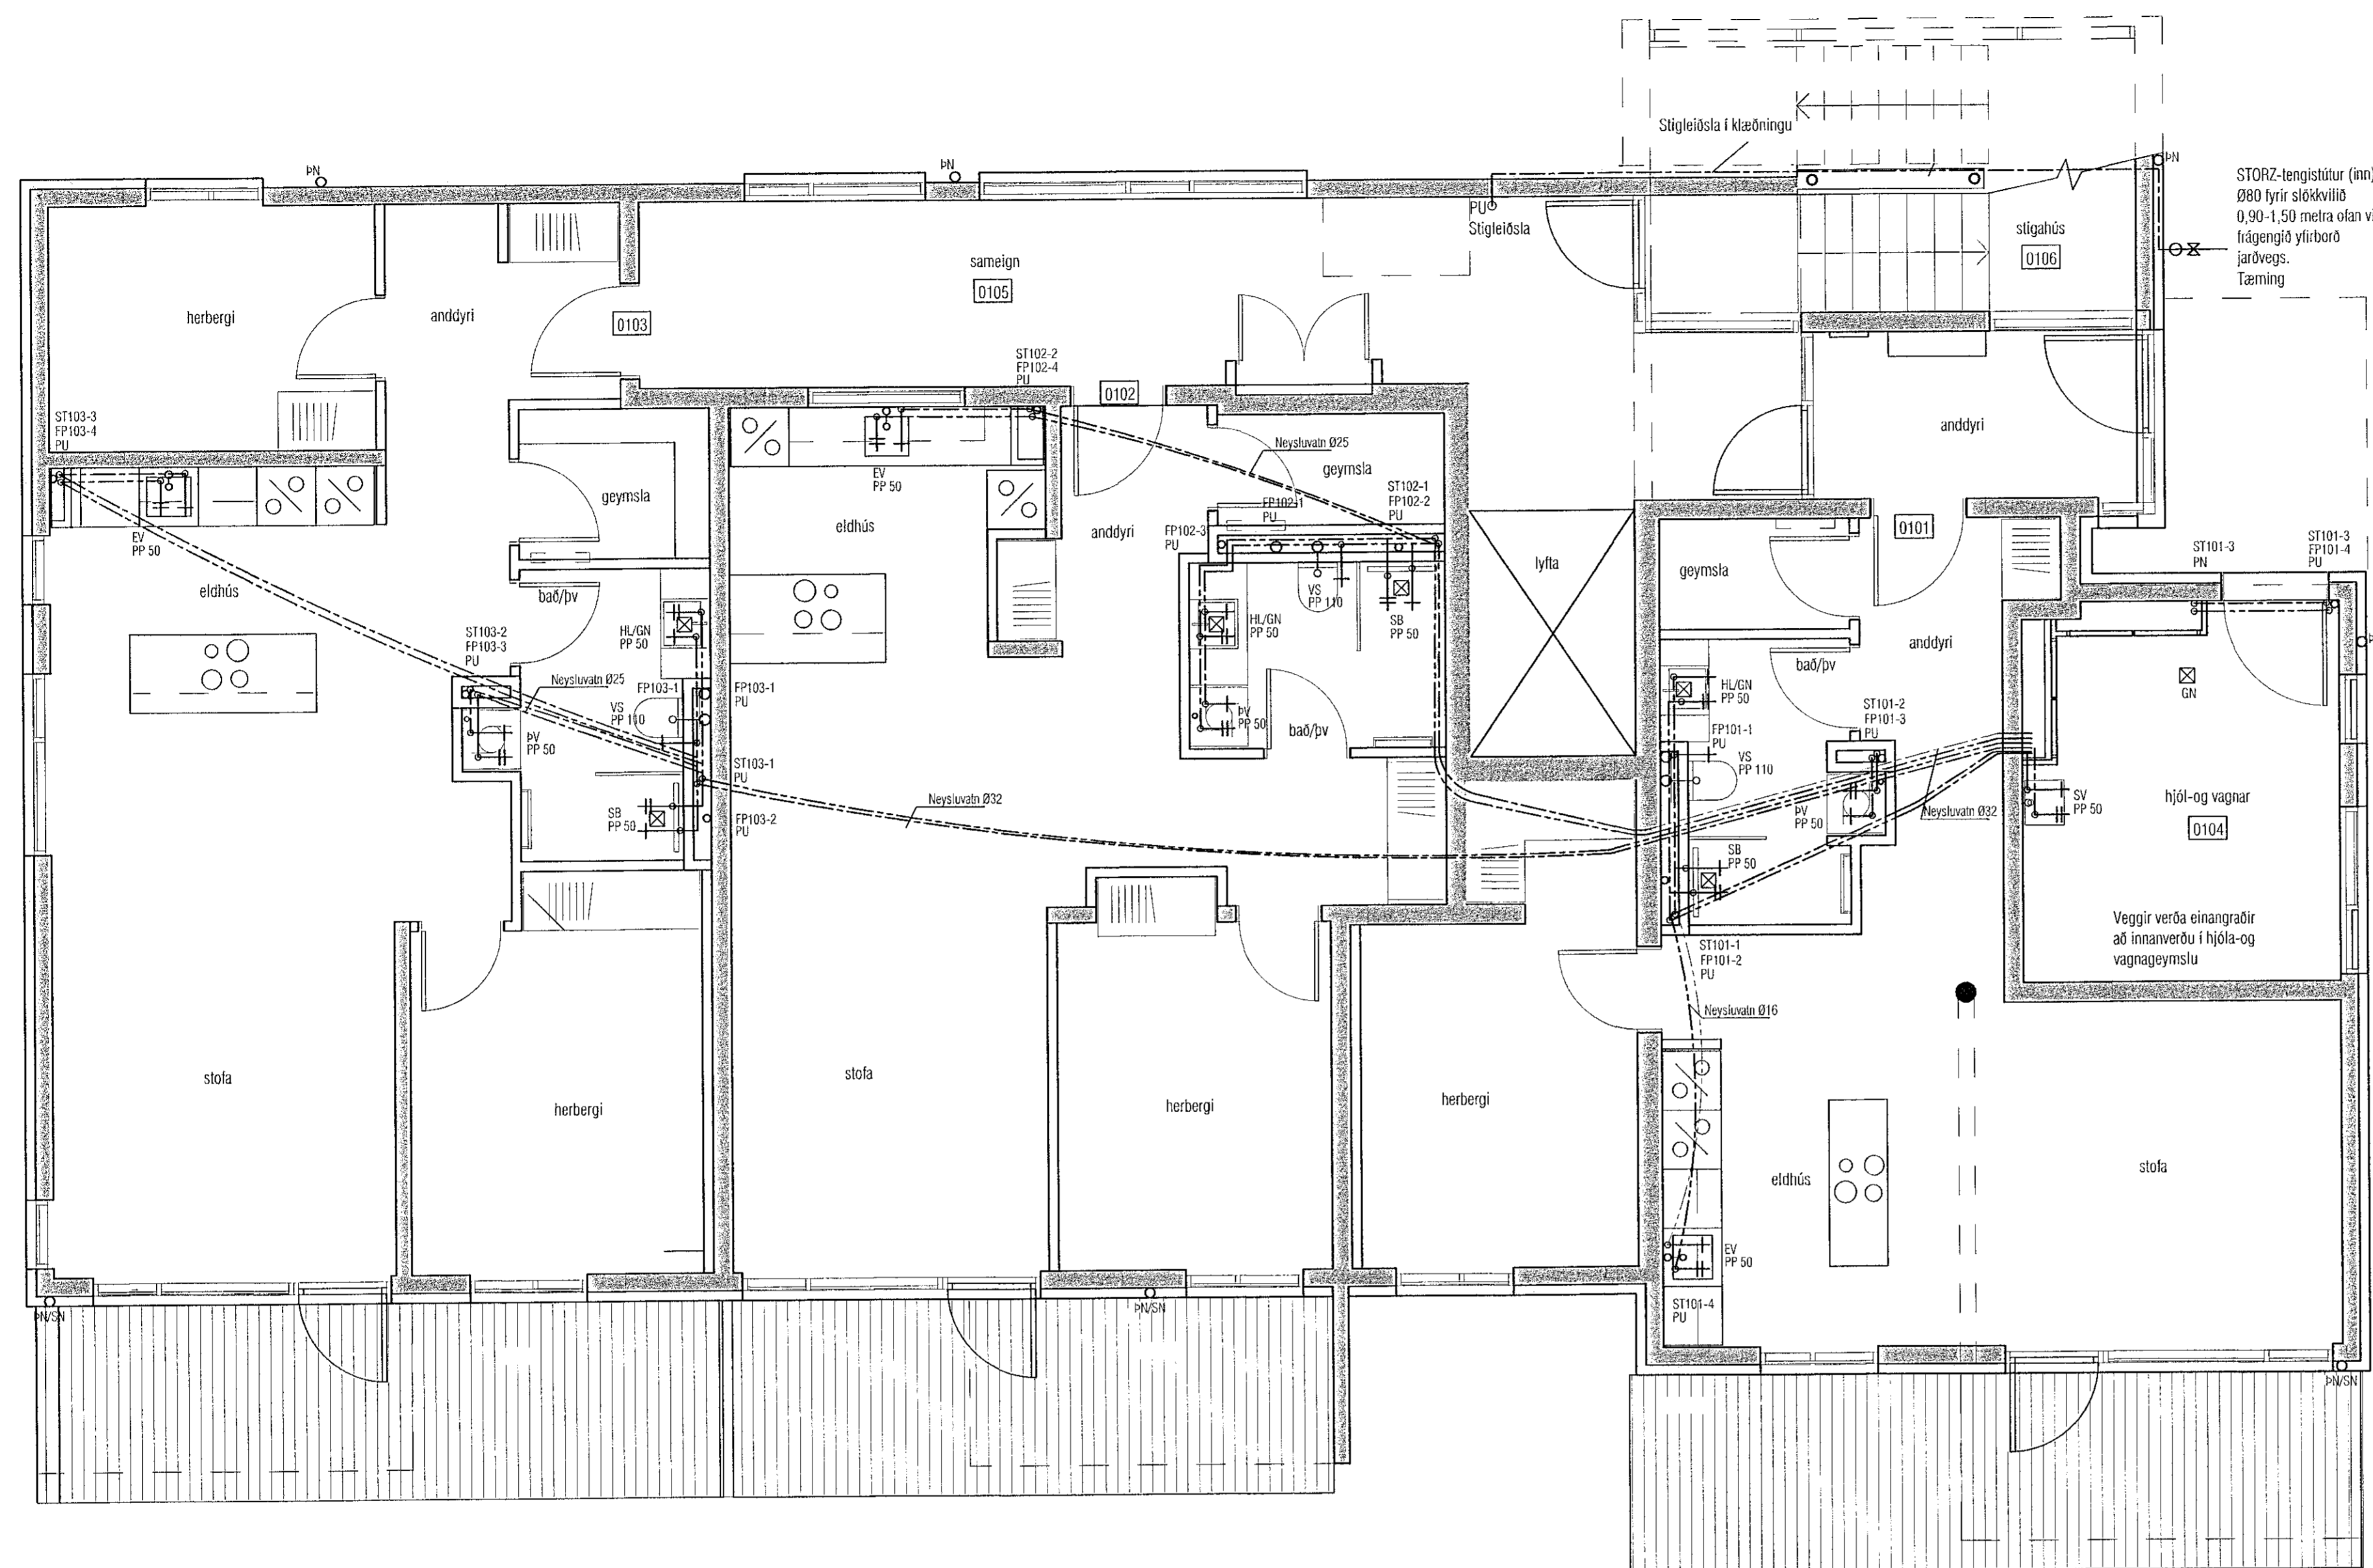 Stigleiðsla í klæðningu
ÞN
ÞN
ÞN
STORZ-tengistútur (inn)
Ø80 fyrir slökkvilið
0,90-1,50 metra ofan
frágengið yfirborð
jarðvegs.
Tæming
PU
Stigleiðsla
stigahús
0106
sameign
0105
herbergi
anddyri
0103
ST102-2
FP102-4
PU
0102
ST103-3
FP103-4
PU
anddyri
Neysluvatn Ø25
geymsla
EV
PP 50
geymsla
eldhús
ST102-1
FP102-2
PU
FP102-1
PU
FP102-3
PU
anddyri
0101
EV
PP 50
ST101-3
PN
ST101-3
FP101-4
PU
lyfta
geymsla
eldhús
bað/þv
VS
PP 110
SB
PP 50
HL/GN
PP 50
HL/GN
PP 50
ST103-2
FP103-3
PU
anddyri
bað/þv
Neysluvatn Ø25
FP103-1
FP103-1
PU
HL/GN
PP 50
GN
VS
PP 110
ÞV
PP 50
bað/þv
ST101-2
FP101-3
PU
FP101-1
PU
ÞV
PP 50
VS
PP 110
ST103-1
PU
Neysluvatn Ø32
SB
PP 50
FP103-2
PU
ÞV
PP 50
Neysluvatn Ø32
SV
PP 50
hjól-og vagnar
0104
SB
PP 50
Veggir verða einangraðir
að innanverðu í hjóla-og
vagnageymslu
ST101-1
FP101-2
PU
Neysluvatn Ø16
stofa
herbergi
stofa
herbergi
herbergi
eldhús
stofa
EV
PP 50
ST101-4
PU
ÞN/SN
ÞN/SN
ÞN/SN